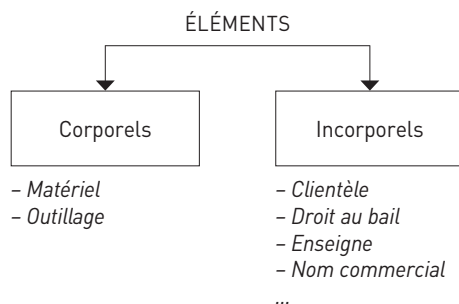 ÉLÉMENTS
Corporels
– Matériel
– Outillage
Incorporels
– Clientèle
– Droit au bail
– Enseigne
– Nom commercial
...